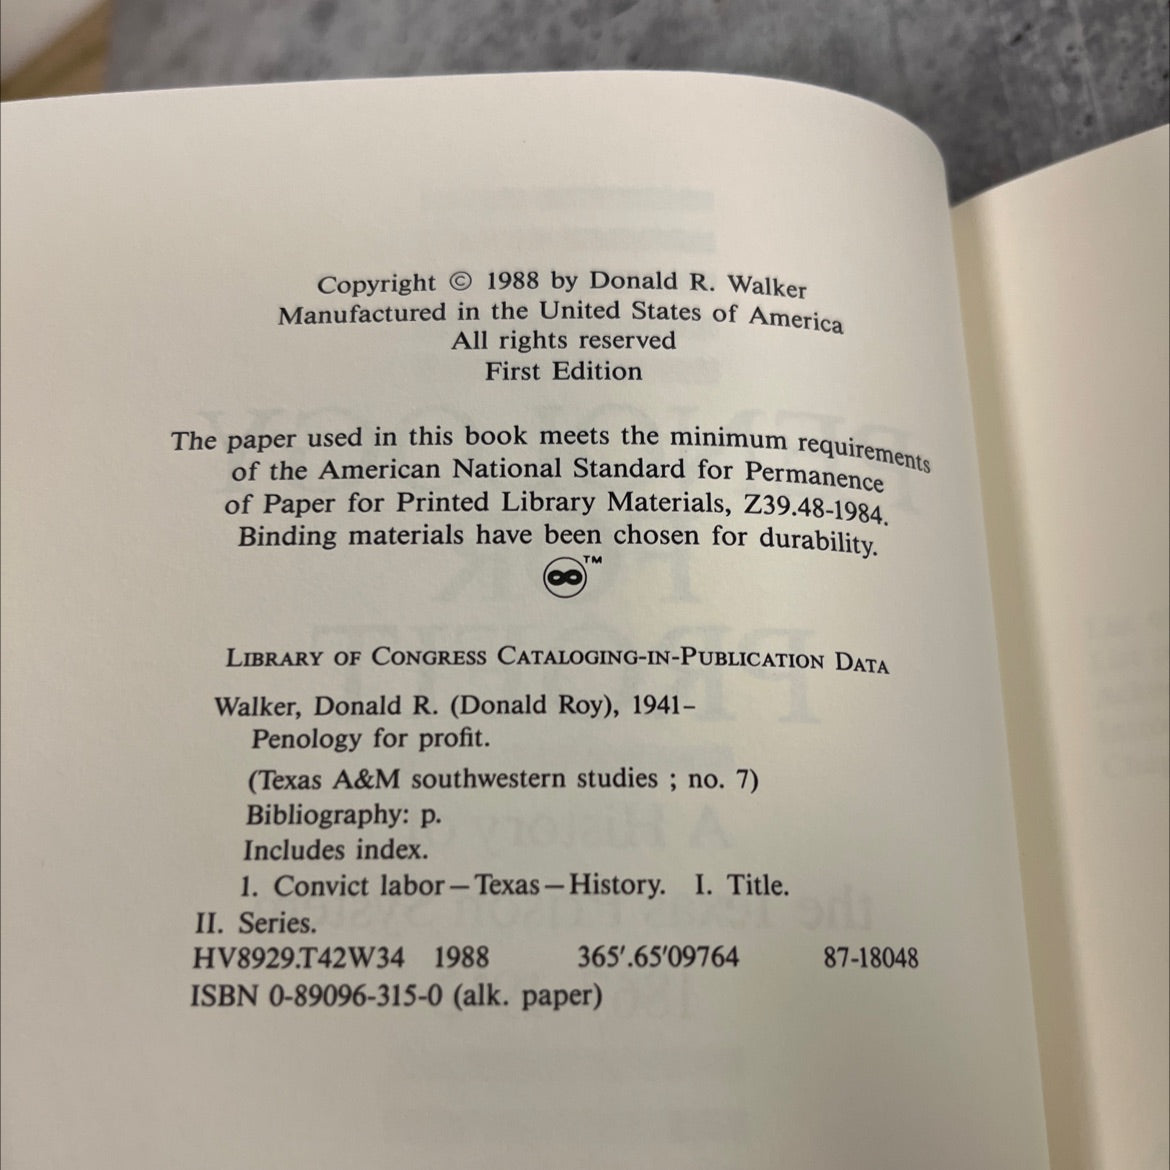 Copyright © 1988 by Donald R. Walker
Manufactured in the United States of America
All rights reserved
First Edition
The paper used in this book meets the minimum requirements
of the American National Standard for Permanence
of Paper for Printed Library Materials, Z39.48-1984.
Binding materials have been chosen for durability.
∞™
LIBRARY OF CONGRESS CATALOGING-IN-PUBLICATION DATA
Walker, Donald R. (Donald Roy), 1941–
Penology for profit.
(Texas A&M southwestern studies ; no. 7)
Bibliography: p.
Includes index.
1. Convict labor—Texas—History. I. Title.
II. Series.
HV8929.T42W34 1988 365′.65′09764 87-18048
ISBN 0-89096-315-0 (alk. paper)